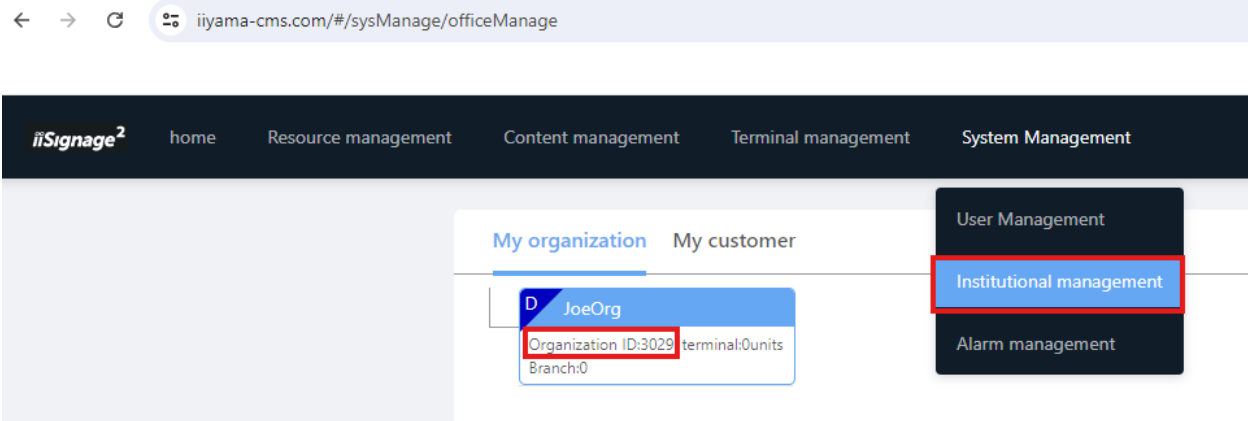 iiyama-cms.com/#/sysManage/officeManage
iiSignage2 home Resource management Content management Terminal management System Management
User Management
My organization My customer
Institutional management
D JoeOrg
Organization ID:3029 terminal:0units
Alarm management
Branch:0